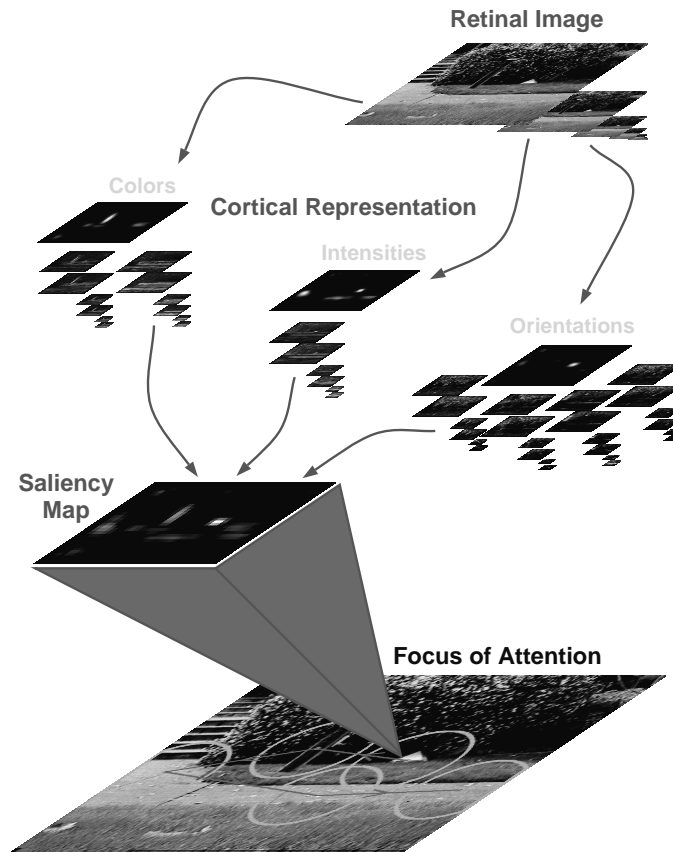 Retinal Image
Colors
Cortical Representation
Intensities
Orientations
Saliency
Map
Focus of Attention